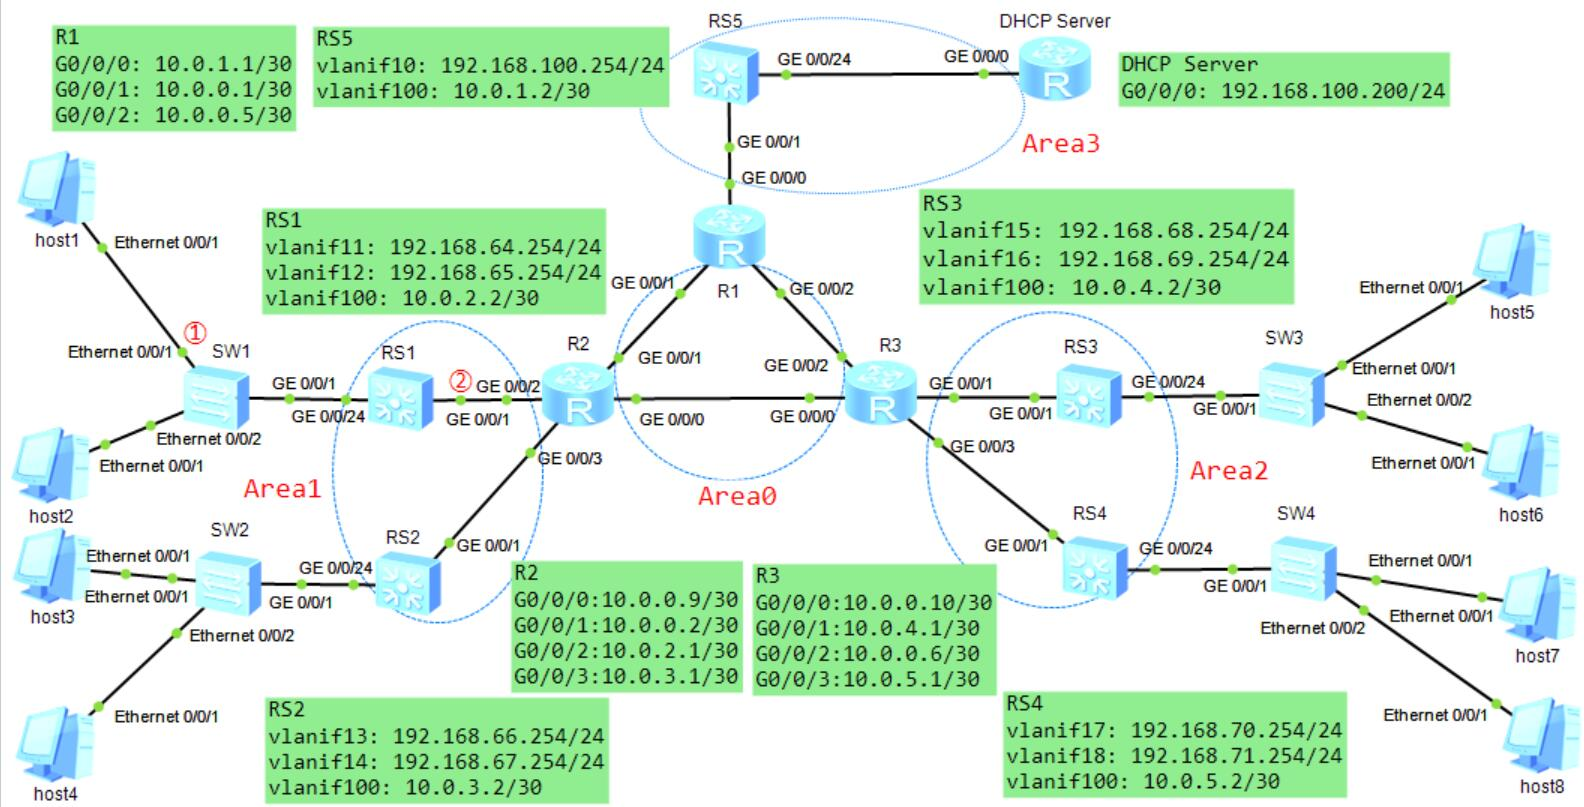 R1
G0/0/0: 10.0.1.1/30
G0/0/1: 10.0.0.1/30
G0/0/2: 10.0.0.5/30
RS5
vlanif10: 192.168.100.254/24
vlanif100: 10.0.1.2/30
RS5
GE 0/0/24
GE 0/0/0
DHCP Server
R
DHCP Server
G0/0/0: 192.168.100.200/24
GE 0/0/1
GE 0/0/0
Area3
host1
Ethernet 0/0/1
RS1
vlanif11: 192.168.64.254/24
vlanif12: 192.168.65.254/24
vlanif100: 10.0.2.2/30
R
R1
GE 0/0/1
GE 0/0/2
RS3
vlanif15: 192.168.68.254/24
vlanif16: 192.168.69.254/24
vlanif100: 10.0.4.2/30
Ethernet 0/0/1
host5
①
Ethernet 0/0/1
SW1
GE 0/0/1
GE 0/0/24
RS1
②
GE 0/0/2
GE 0/0/1
R2
R
GE 0/0/1
GE 0/0/0
GE 0/0/2
GE 0/0/0
R3
R
GE 0/0/1
GE 0/0/1
RS3
GE 0/0/24
GE 0/0/1
SW3
Ethernet 0/0/1
Ethernet 0/0/2
Ethernet 0/0/1
host6
Ethernet 0/0/2
Ethernet 0/0/1
host2
Area1
GE 0/0/3
Area0
GE 0/0/3
Area2
SW2
Ethernet 0/0/1
Ethernet 0/0/1
host3
GE 0/0/24
GE 0/0/1
RS2
GE 0/0/1
Ethernet 0/0/2
Ethernet 0/0/1
host4
R2
G0/0/0:10.0.0.9/30
G0/0/1:10.0.0.2/30
G0/0/2:10.0.2.1/30
G0/0/3:10.0.3.1/30
R3
G0/0/0:10.0.0.10/30
G0/0/1:10.0.4.1/30
G0/0/2:10.0.0.6/30
G0/0/3:10.0.5.1/30
GE 0/0/1
RS4
GE 0/0/24
GE 0/0/1
SW4
Ethernet 0/0/1
Ethernet 0/0/1
host7
Ethernet 0/0/2
Ethernet 0/0/1
host8
RS2
vlanif13: 192.168.66.254/24
vlanif14: 192.168.67.254/24
vlanif100: 10.0.3.2/30
RS4
vlanif17: 192.168.70.254/24
vlanif18: 192.168.71.254/24
vlanif100: 10.0.5.2/30